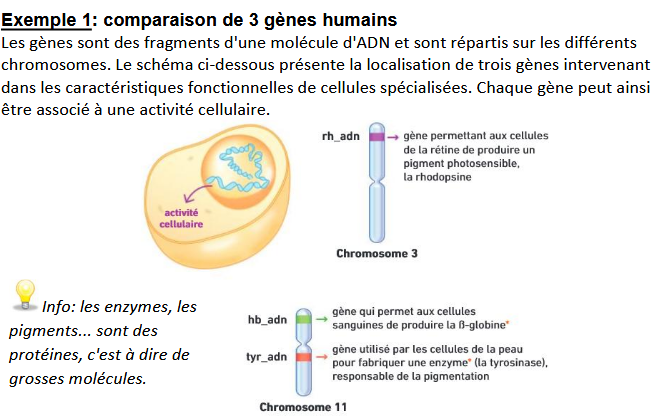 Exemple 1: comparaison de 3 gènes humains
Les gènes sont des fragments d'une molécule d'ADN et sont répartis sur les différents
chromosomes. Le schéma ci-dessous présente la localisation de trois gènes intervenant
dans les caractéristiques fonctionnelles de cellules spécialisées. Chaque gène peut ainsi
être associé à une activité cellulaire.
activité
cellulaire
rh_adn
gène permettant aux cellules
de la rétine de produire un
pigment photosensible,
la rhodopsine
Chromosome 3
Info: les enzymes, les
pigments... sont des
protéines, c'est à dire de
grosses molécules.
hb_adn
gène qui permet aux cellules
sanguines de produire la ß-globine*
tyr_adn
gène utilisé par les cellules de la peau
pour fabriquer une enzyme* (la tyrosinase),
responsable de la pigmentation
Chromosome 11